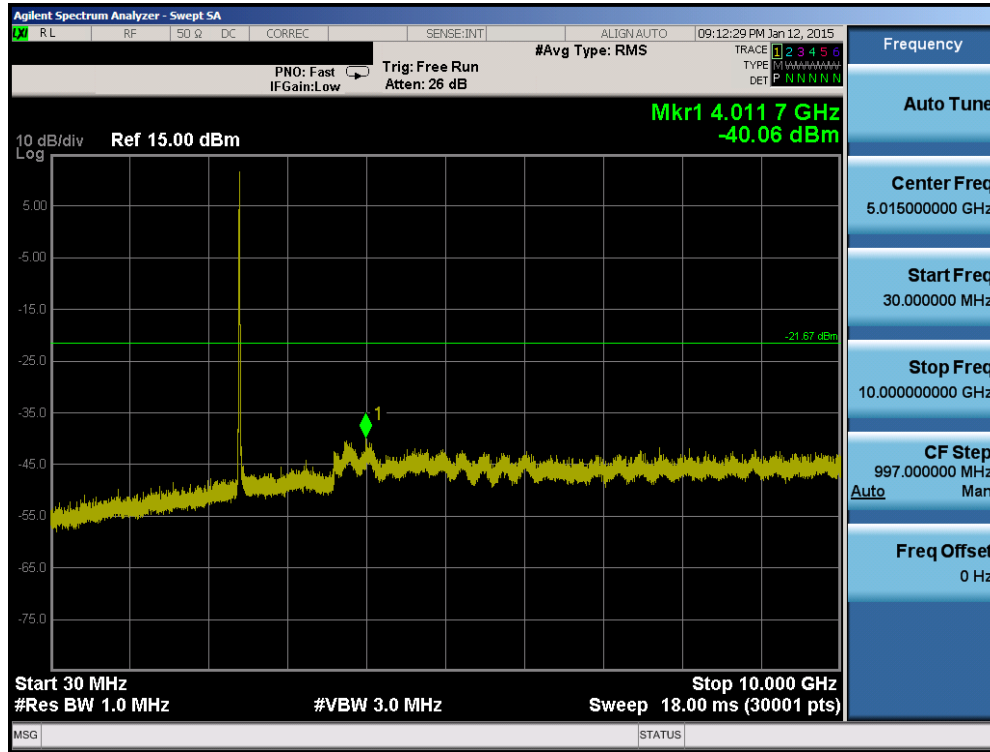 Agilent Spectrum Analyzer - Swept SA
LXI RL RF 50 Ω DC CORREC SENSE:INT ALIGN AUTO 09:12:29 PM Jan 12, 2015
Frequency
#Avg Type: RMS
TRACE 1 2 3 4 5 6
PNO: Fast Trig: Free Run
TYPE M
IFGain:Low Atten: 26 dB
DET P N N N N N
Auto Tune
Mkr1 4.011 7 GHz
-40.06 dBm
10 dB/div Ref 15.00 dBm
Log
5.00
-5.00
-15.0
-21.67 dBm
-25.0
-35.0
1
-45.0
-55.0
-65.0
-75.0
Start 30 MHz Stop 10.000 GHz
#Res BW 1.0 MHz #VBW 3.0 MHz Sweep 18.00 ms (30001 pts)
Center Freq
5.015000000 GHz
Start Freq
30.000000 MHz
Stop Freq
10.000000000 GHz
CF Step
997.000000 MHz
Auto Man
Freq Offset
0 Hz
MSG STATUS